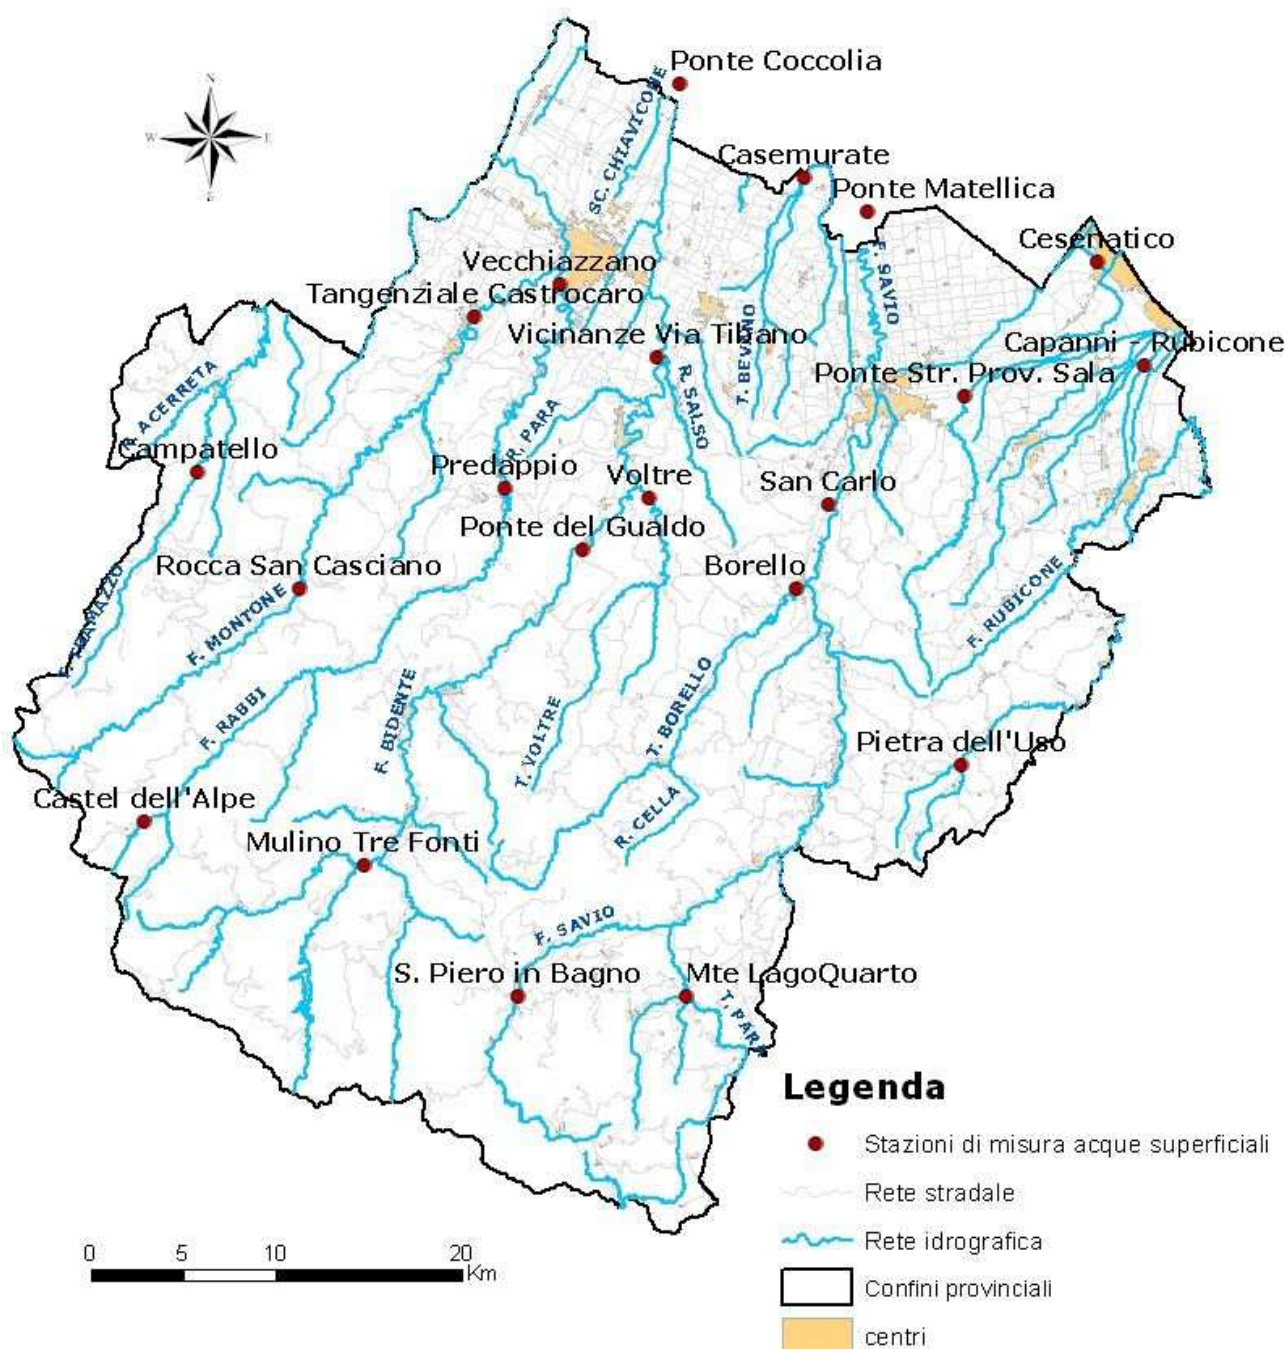 Ponte Coccolia
SC. CHIAVICONE
N
W
E
S
Casemurate
Ponte Matellica
Cesenatico
F. SAVIO
Vecchiazzano
Tangenziale Castrocaro
Vicinanze Via Tibano
T. BEVANO
Capanni - Rubicone
Ponte Str. Prov. Sala
R. SALSO
ACERRETA
R. PARA
Campatello
Predappio
Voltre
San Carlo
Ponte del Gualdo
Rocca San Casciano
Borello
F. MONTONE
F. RUBICONE
F. RABBI
F. BIDENTE
T. VOLTRE
T. BORELLO
Pietra dell'Uso
Castel dell'Alpe
R. CELLA
Mulino Tre Fonti
F. SAVIO
S. Piero in Bagno
Mte LagoQuarto
T. PARA
Legenda
Stazioni di misura acque superficiali
Rete stradale
Rete idrografica
Confini provinciali
centri
0 5 10 20
Km